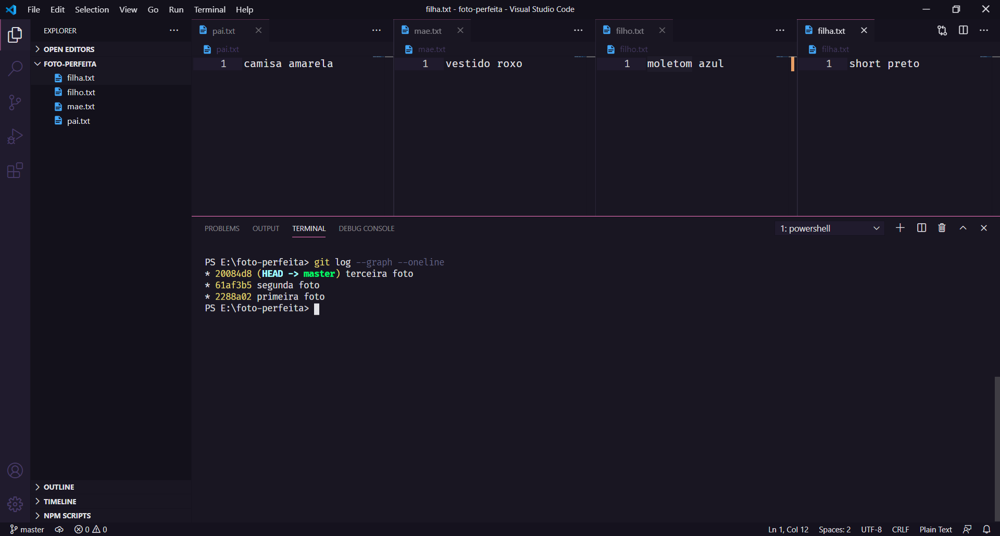 File Edit Selection View Go Run Terminal Help
filha.txt - foto-perfeita - Visual Studio Code
EXPLORER
OPEN EDITORS
FOTO-PERFEITA
filha.txt
filho.txt
mae.txt
pai.txt
OUTLINE
TIMELINE
NPM SCRIPTS
pai.txt
pai.txt
1 camisa amarela
mae.txt
mae.txt
1 vestido roxo
filho.txt
filho.txt
1 moletom azul
filha.txt
filha.txt
1 short preto
PROBLEMS OUTPUT TERMINAL DEBUG CONSOLE
1: powershell
PS E:\foto-perfeita> git log --graph --oneline
* 20084d8 (HEAD -> master) terceira foto
* 61af3b5 segunda foto
* 2288a02 primeira foto
PS E:\foto-perfeita>
master 0 0
Ln 1, Col 12 Spaces: 2 UTF-8 CRLF Plain Text